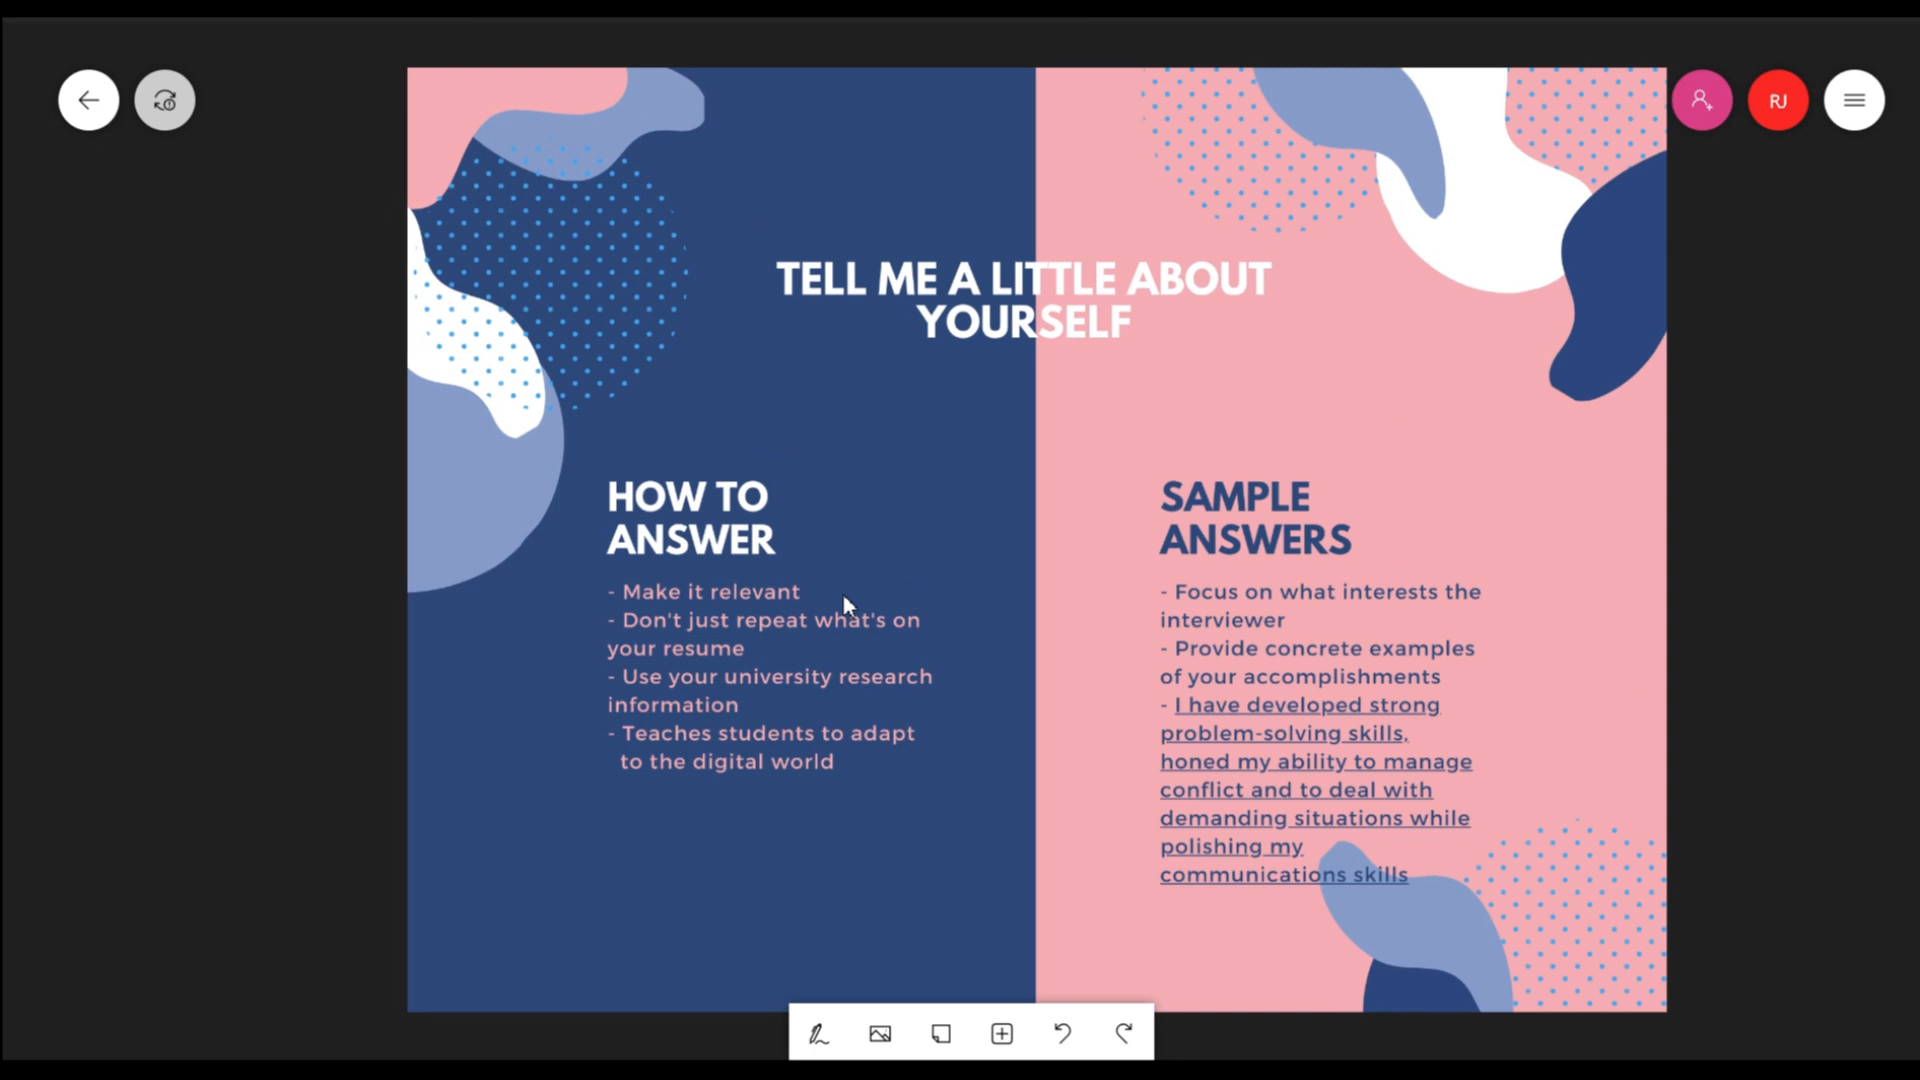 RJ
TELL ME A LITTLE ABOUT
YOURSELF
HOW TO
ANSWER
- Make it relevant
- Don't just repeat what's on
your resume
- Use your university research
information
- Teaches students to adapt
to the digital world
SAMPLE
ANSWERS
- Focus on what interests the
interviewer
- Provide concrete examples
of your accomplishments
- I have developed strong
problem-solving skills,
honed my ability to manage
conflict and to deal with
demanding situations while
polishing my
communications skills